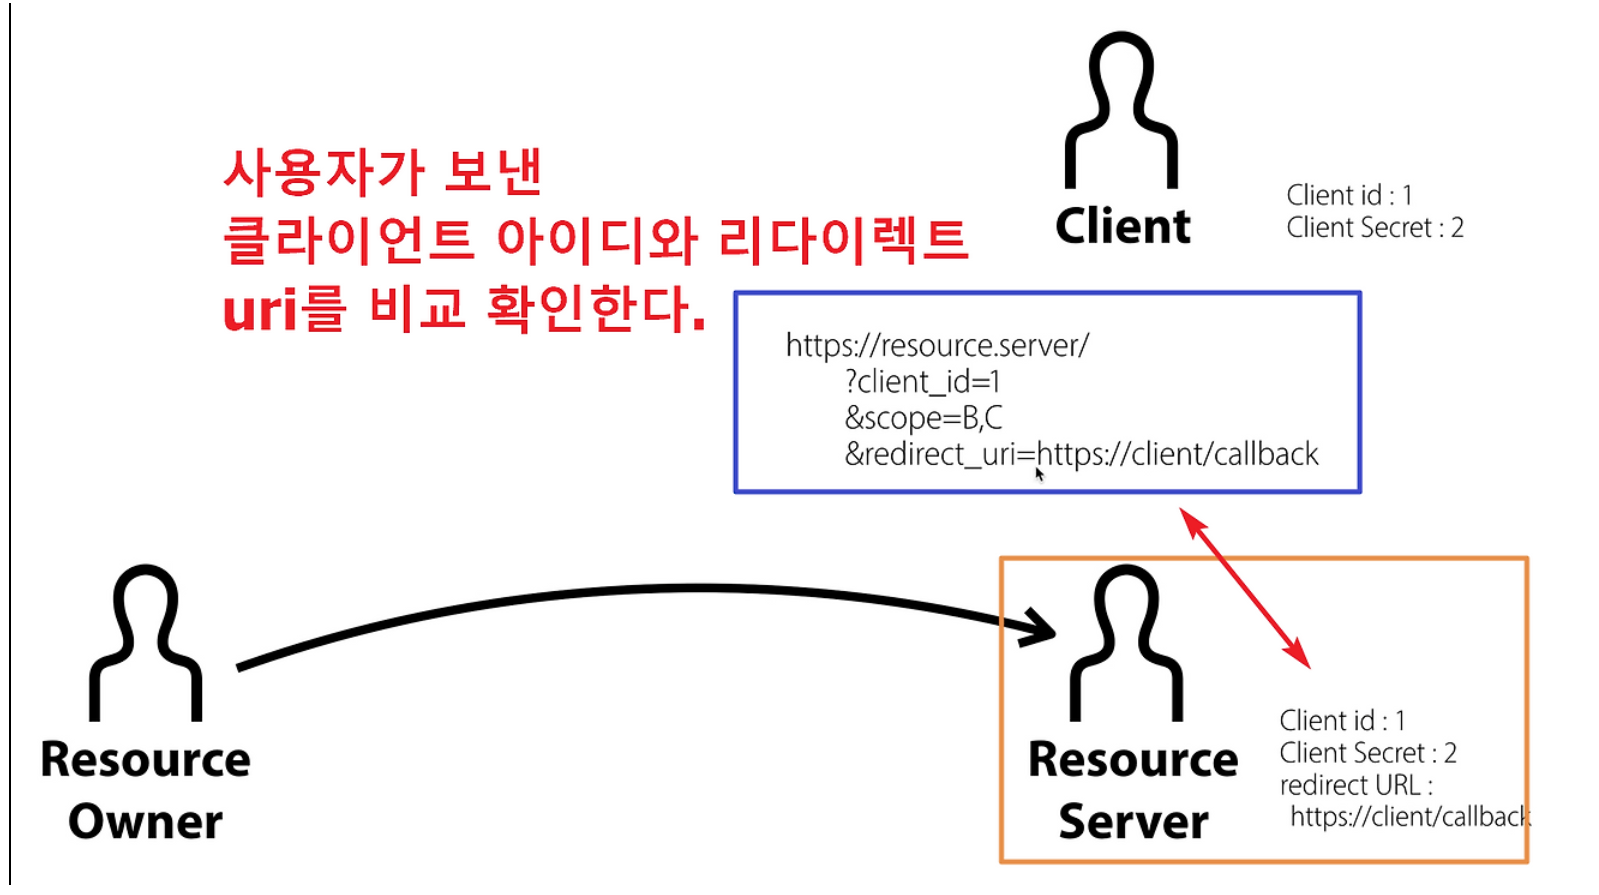 사용자가 보낸
클라이언트 아이디와 리다이렉트
uri를 비교 확인한다.
Client
Client id : 1
Client Secret : 2
https://resource.server/
?client_id=1
&scope=B,C
&redirect_uri=https://client/callback
Resource
Owner
Resource
Server
Client id : 1
Client Secret : 2
redirect URL :
https://client/callback